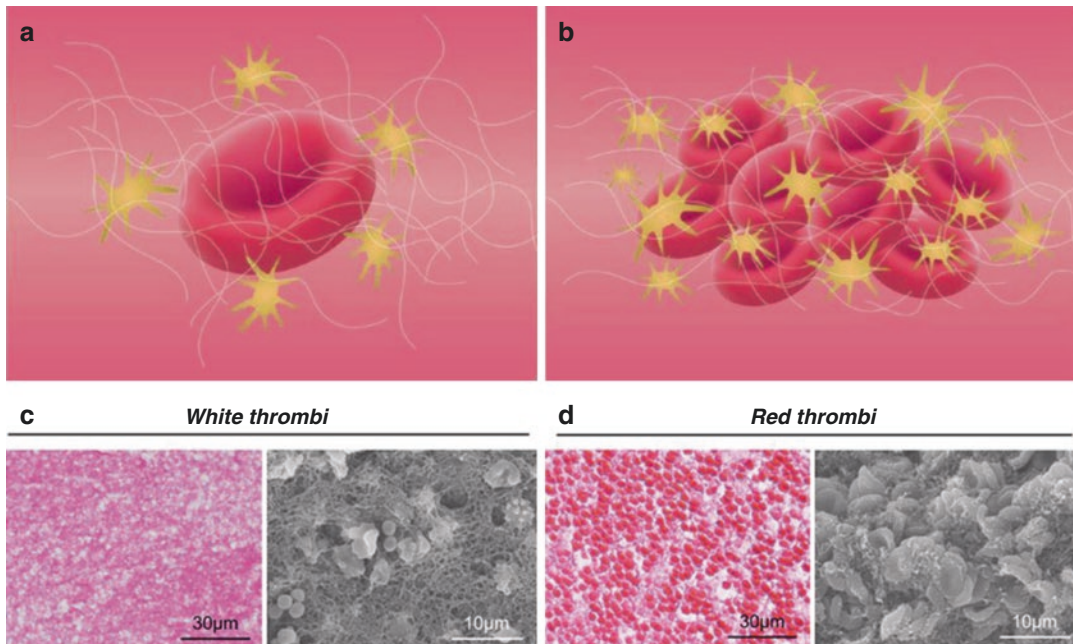 a
b
c
White thrombi
d
Red thrombi
30µm
10µm
30µm
10µm